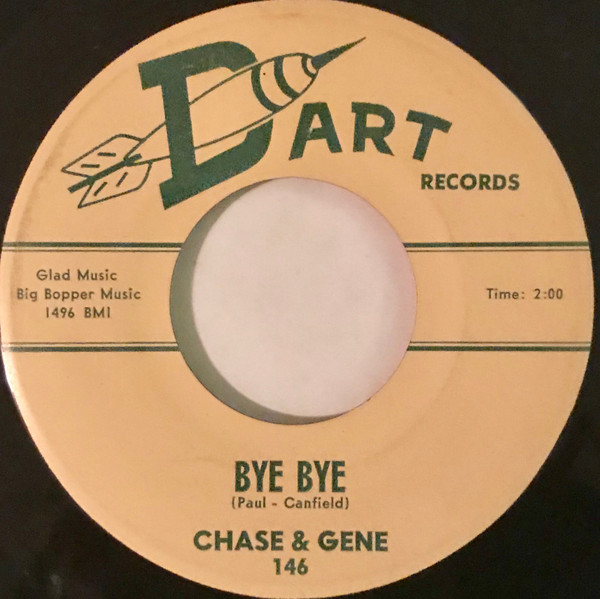 DART
RECORDS
Glad Music
Big Bopper Music
1496 BMI
Time: 2:00
BYE BYE
(Paul - Canfield)
CHASE & GENE
146